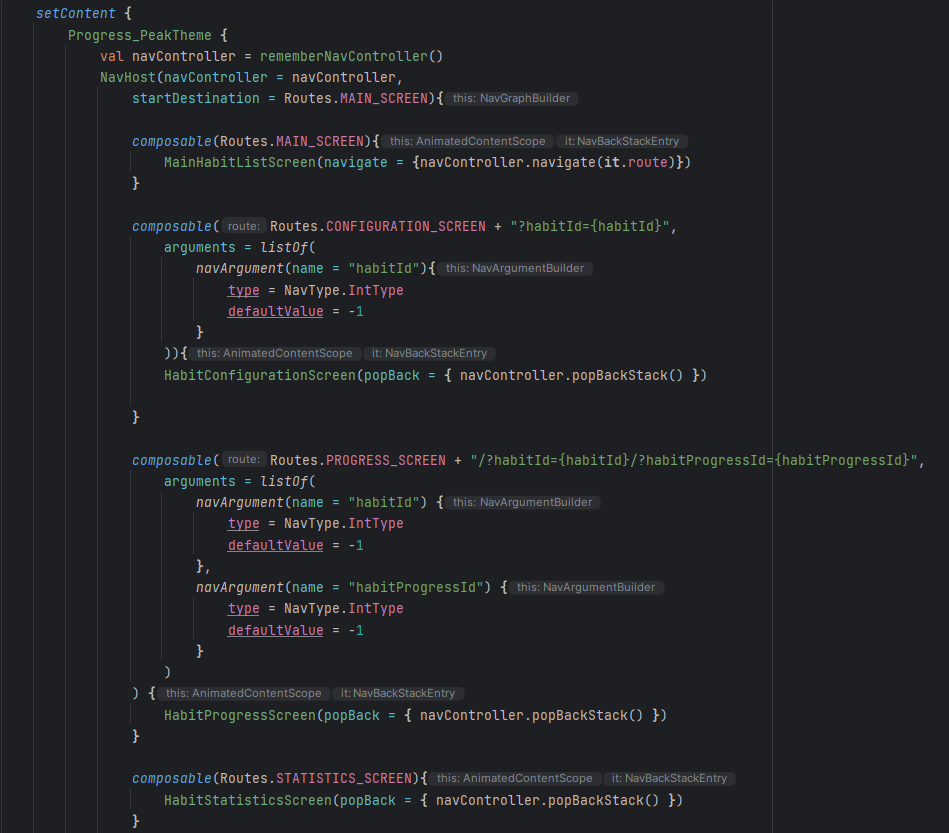 setContent {
Progress_PeakTheme {
val navController = rememberNavController()
NavHost(navController = navController,
startDestination = Routes.MAIN_SCREEN){ this: NavGraphBuilder
composable(Routes.MAIN_SCREEN){ this: AnimatedContentScope it: NavBackStackEntry
MainHabitListScreen(navigate = {navController.navigate(it.route)})
}
composable( route: Routes.CONFIGURATION_SCREEN + "?habitId={habitId}",
arguments = listOf(
navArgument(name = "habitId"){ this: NavArgumentBuilder
type = NavType.IntType
defaultValue = -1
}
)){ this: AnimatedContentScope it: NavBackStackEntry
HabitConfigurationScreen(popBack = { navController.popBackStack() })
}
composable( route: Routes.PROGRESS_SCREEN + "/?habitId={habitId}/?habitProgressId={habitProgressId}",
arguments = listOf(
navArgument(name = "habitId") { this: NavArgumentBuilder
type = NavType.IntType
defaultValue = -1
},
navArgument(name = "habitProgressId") { this: NavArgumentBuilder
type = NavType.IntType
defaultValue = -1
}
)
) { this: AnimatedContentScope it: NavBackStackEntry
HabitProgressScreen(popBack = { navController.popBackStack() })
}
composable(Routes.STATISTICS_SCREEN){ this: AnimatedContentScope it: NavBackStackEntry
HabitStatisticsScreen(popBack = { navController.popBackStack() })
}